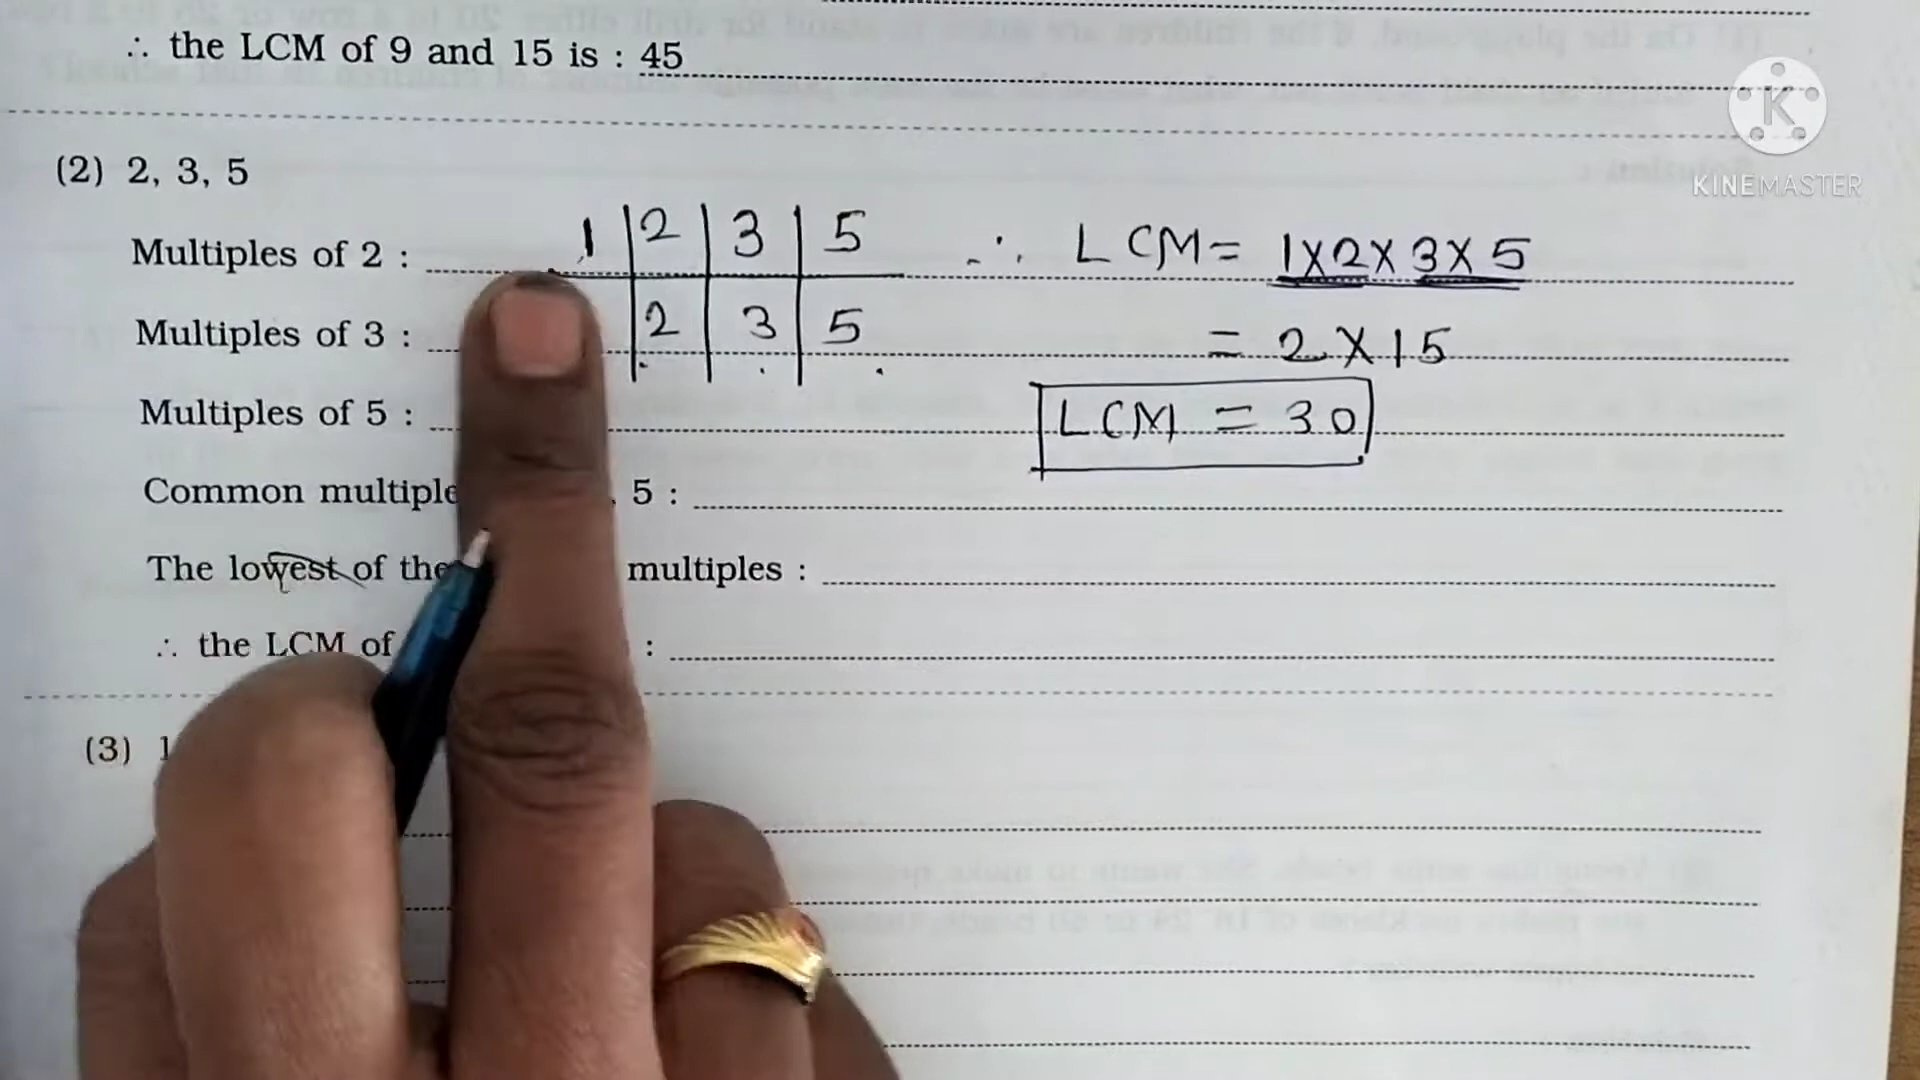 ∴ the LCM of 9 and 15 is : 45
K
KINEMASTER
(2) 2, 3, 5
Multiples of 2 : 1 | 2 | 3 | 5 ∴ LCM = 1 × 2 × 3 × 5
Multiples of 3 : 2 | 3 | 5 = 2 × 15
Multiples of 5 : LCM = 30
Common multiple 5 :
The lowest of the multiples :
∴ the LCM of :
(3) 1